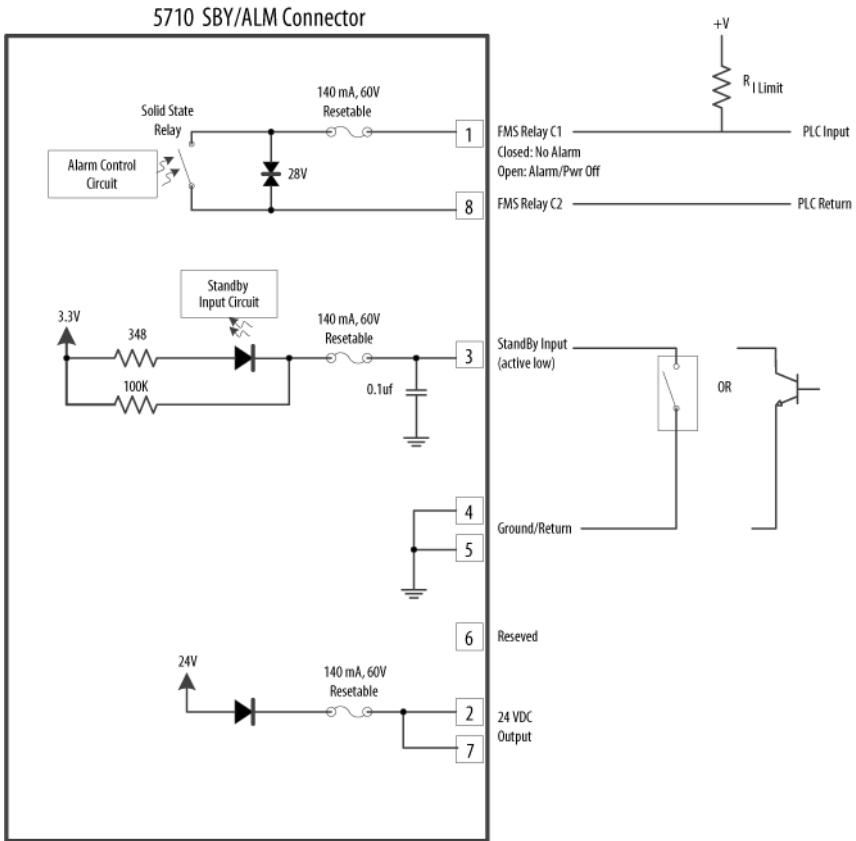 5710 SBY/ALM Connector
+V
R I Limit
140 mA, 60V
Resetable
Solid State
Relay
1
FMS Relay C1
PLC Input
Closed: No Alarm
Open: Alarm/Pwr Off
Alarm Control
Circuit
28V
8
FMS Relay C2
PLC Return
Standby
Input Circuit
3.3V
348
140 mA, 60V
Resetable
3
StandBy Input
(active low)
100K
0.1uf
OR
4
Ground/Return
5
6
Reseved
24V
140 mA, 60V
Resetable
2
24 VDC
Output
7